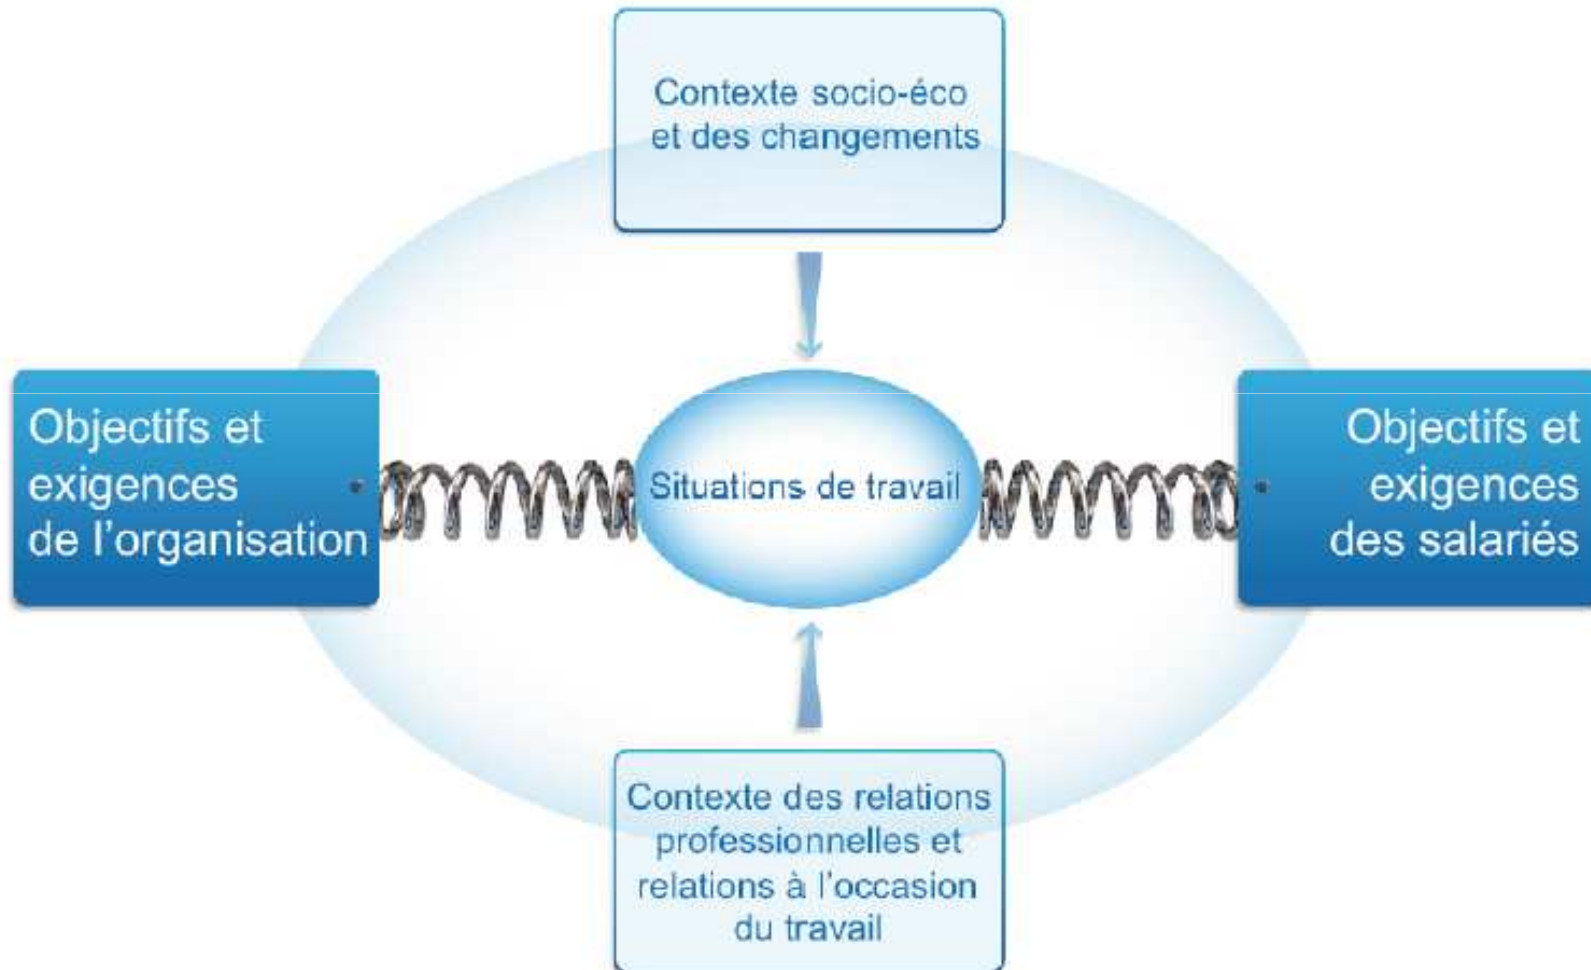 Contexte socio-éco
et des changements
Objectifs et
exigences
de l'organisation
Situations de travail
Objectifs et
exigences
des salariés
Contexte des relations
professionnelles et
relations à l'occasion
du travail